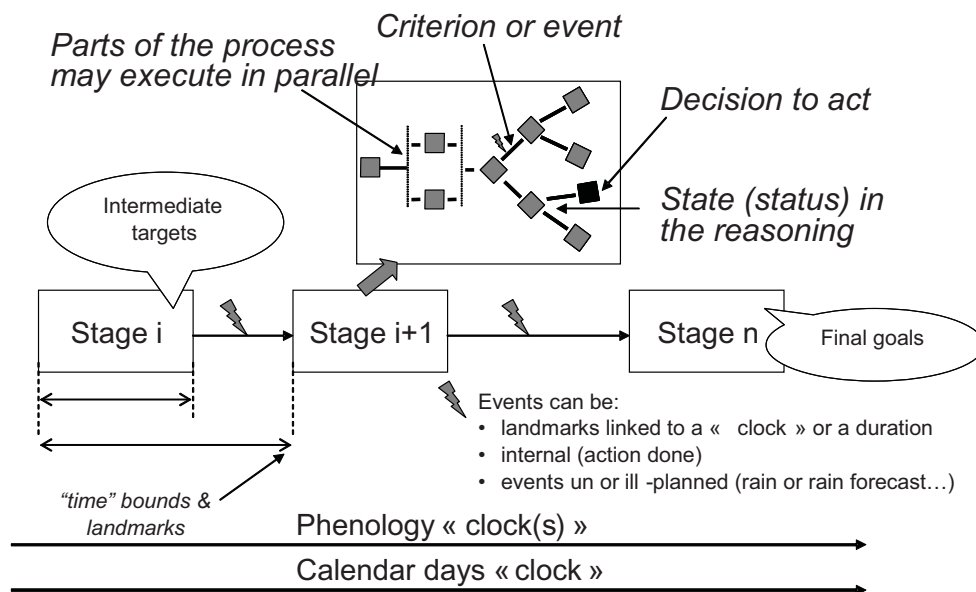 Parts of the process
may execute in parallel
Criterion or event
Decision to act
State (status) in
the reasoning
Intermediate
targets
Stage i
Stage i+1
Stage n
Final goals
Events can be:
• landmarks linked to a « clock » or a duration
• internal (action done)
• events un or ill -planned (rain or rain forecast…)
“time” bounds &
landmarks
Phenology « clock(s) »
Calendar days « clock »